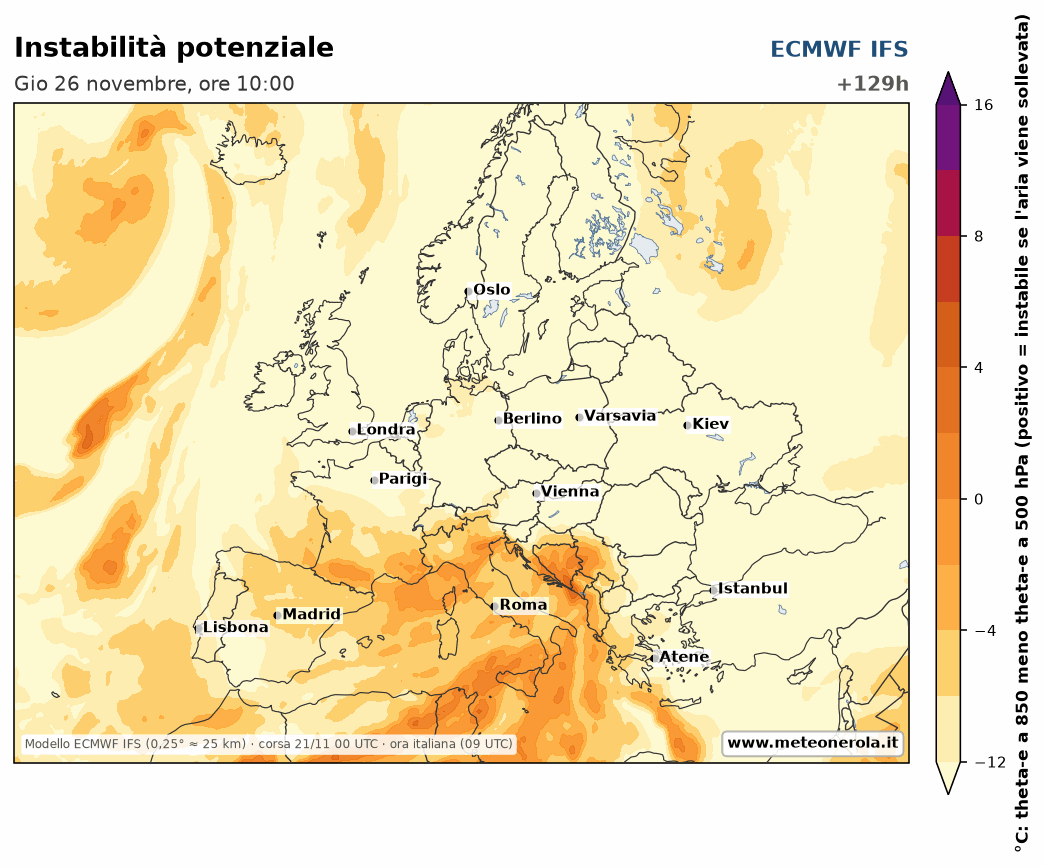 Instabilità potenziale
ECMWF IFS
Gio 26 novembre, ore 10:00
+129h
Oslo
Londra
Berlino
Varsavia
Kiev
Parigi
Vienna
Istanbul
Roma
Madrid
Lisbona
Atene
Modello ECMWF IFS (0,25° ≈ 25 km) · corsa 21/11 00 UTC · ora italiana (09 UTC)
www.meteonerola.it
16
8
4
0
−4
−12
°C: theta-e a 850 meno theta-e a 500 hPa (positivo = instabile se l'aria viene sollevata)